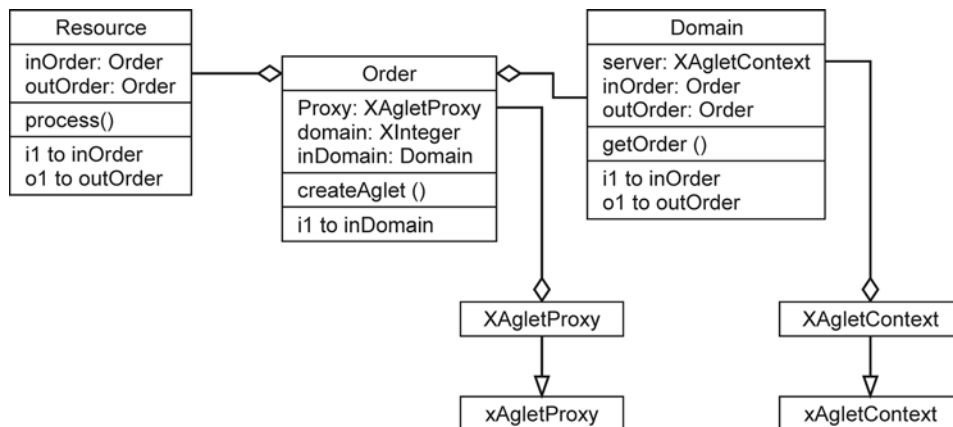 Resource
inOrder: Order
outOrder: Order
process()
i1 to inOrder
o1 to outOrder
Order
Proxy: XAgletProxy
domain: XInteger
inDomain: Domain
createAglet ()
i1 to inDomain
Domain
server: XAgletContext
inOrder: Order
outOrder: Order
getOrder ()
i1 to inOrder
o1 to outOrder
XAgletProxy
XAgletContext
xAgletProxy
xAgletContext